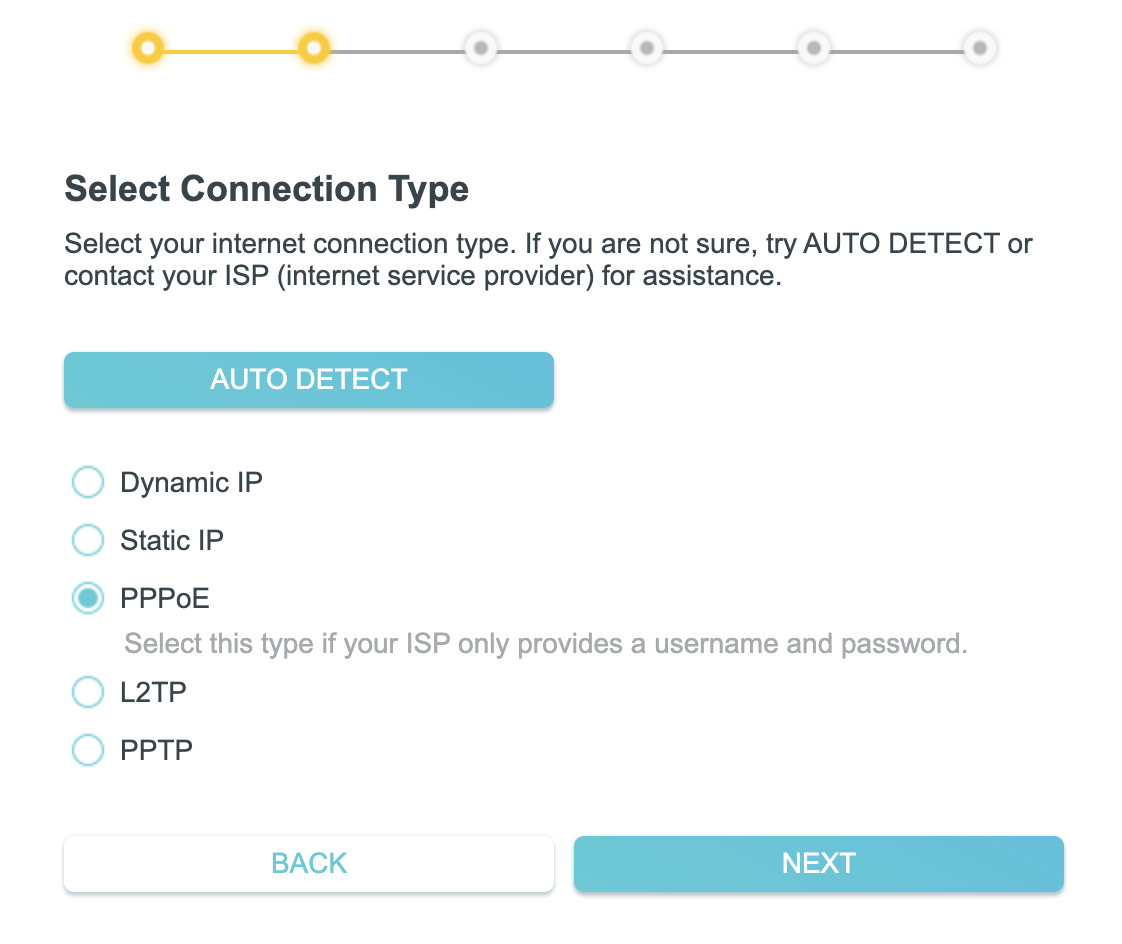 Select Connection Type
Select your internet connection type. If you are not sure, try AUTO DETECT or
contact your ISP (internet service provider) for assistance.
AUTO DETECT
Dynamic IP
Static IP
PPPoE
Select this type if your ISP only provides a username and password.
L2TP
PPTP
BACK
NEXT